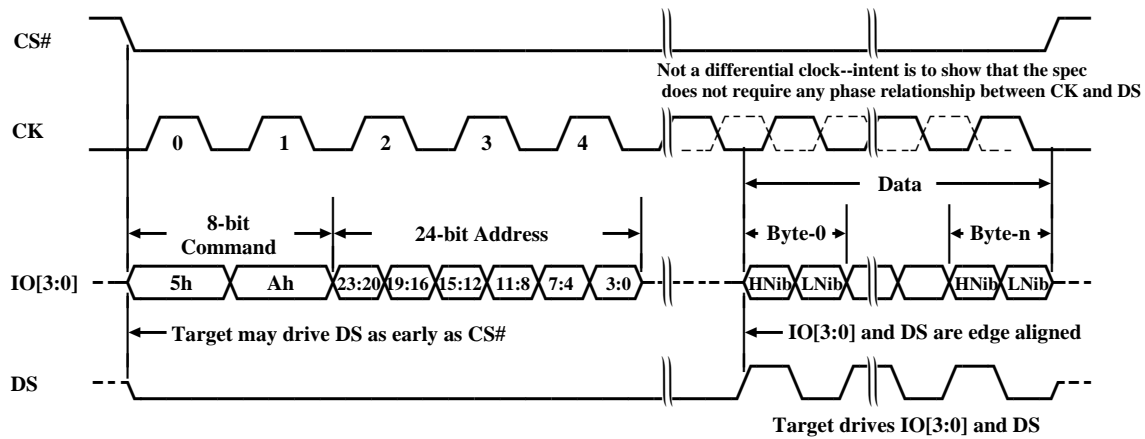 CS#
Not a differential clock--intent is to show that the spec
does not require any phase relationship between CK and DS
CK
0 1 2 3 4
Data
8-bit
Command
24-bit Address
Byte-0
Byte-n
IO[3:0]
5h Ah 23:20 19:16 15:12 11:8 7:4 3:0 HNib LNib HNib LNib
Target may drive DS as early as CS#
IO[3:0] and DS are edge aligned
DS
Target drives IO[3:0] and DS